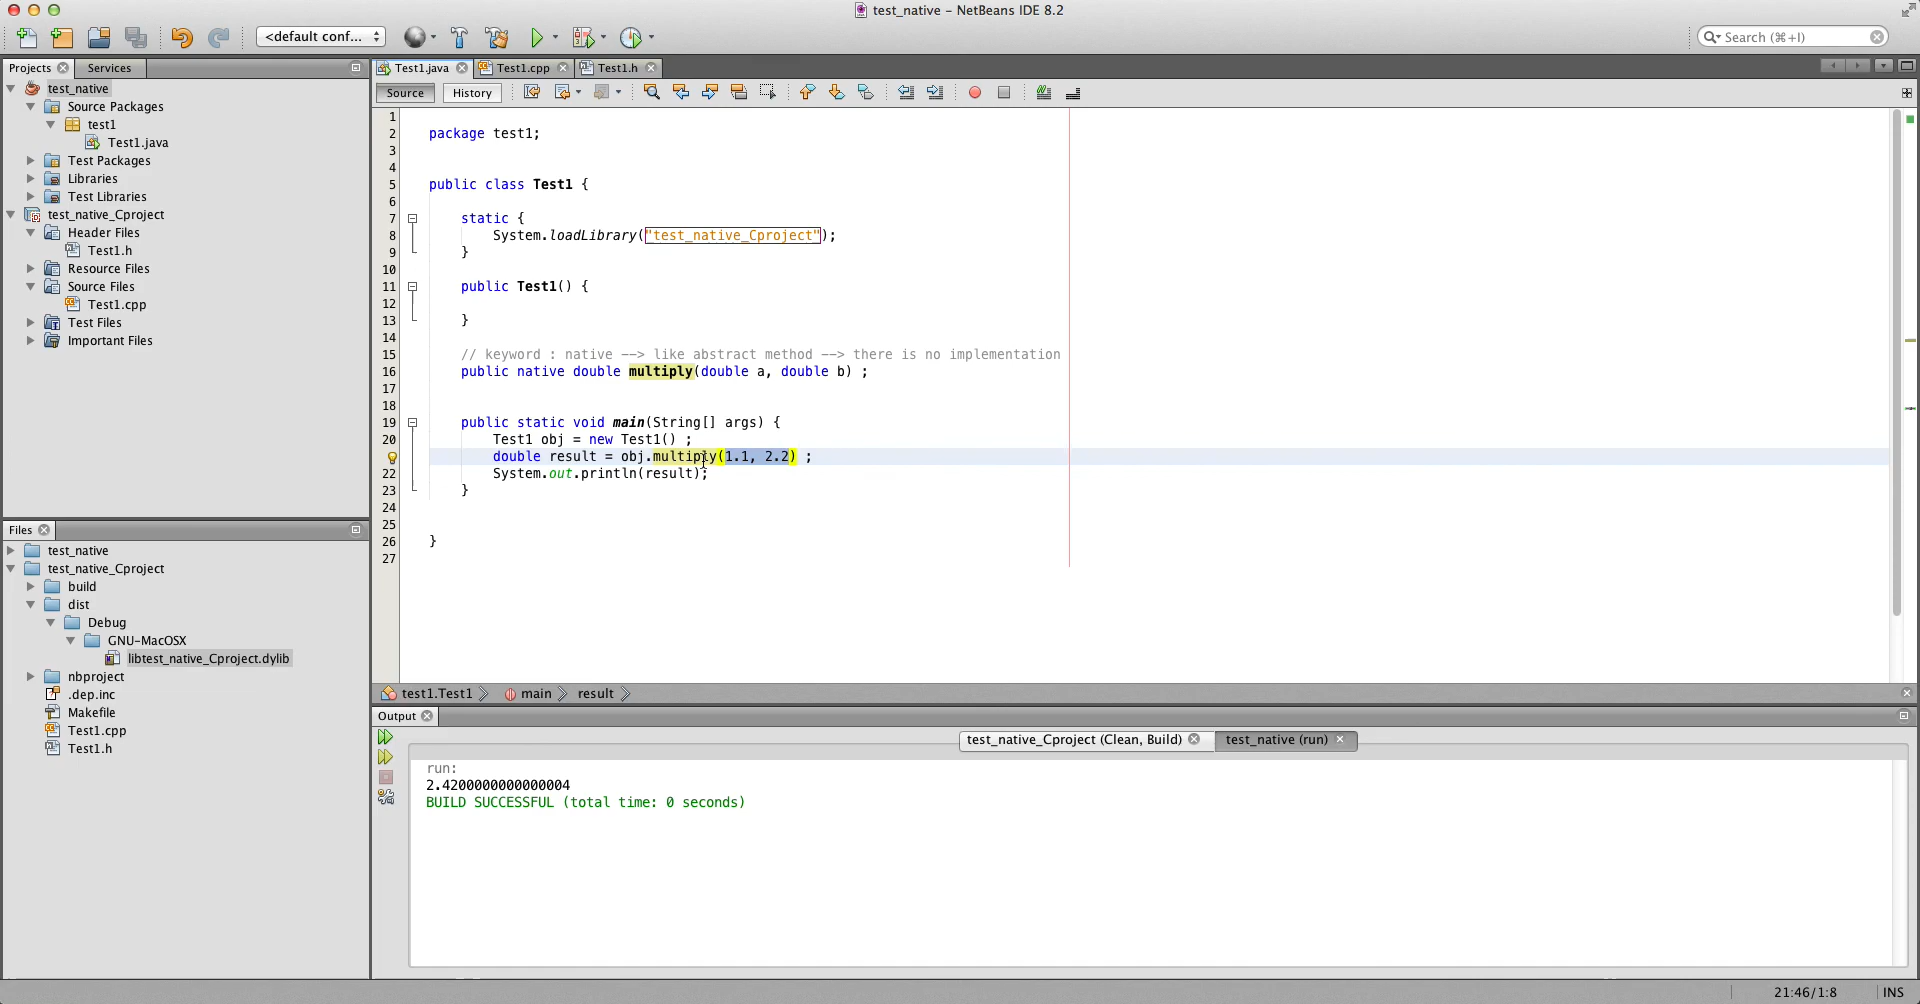 test_native - NetBeans IDE 8.2
<default conf...
Search (⌘+I)
Projects
Services
test_native
Source Packages
test1
Test1.java
Test Packages
Libraries
Test Libraries
test_native_Cproject
Header Files
Test1.h
Resource Files
Source Files
Test1.cpp
Test Files
Important Files
Files
test_native
test_native_Cproject
build
dist
Debug
GNU-MacOSX
libtest_native_Cproject.dylib
nbproject
.dep.inc
Makefile
Test1.cpp
Test1.h
Test1.java
Test1.cpp
Test1.h
Source
History
1
2 package test1;
3
4
5 public class Test1 {
6
7 static {
8 System.loadLibrary("test_native_Cproject");
9 }
10
11 public Test1() {
12
13 }
14
15 // keyword : native --> like abstract method --> there is no implementation
16 public native double multiply(double a, double b) ;
17
18
19 public static void main(String[] args) {
20 Test1 obj = new Test1() ;
double result = obj.multiply(1.1, 2.2) ;
22 System.out.println(result);
23 }
24
25
26 }
27
test1.Test1
main
result
Output
test_native_Cproject (Clean, Build)
test_native (run)
run:
2.4200000000000004
BUILD SUCCESSFUL (total time: 0 seconds)
21:46/1:8
INS